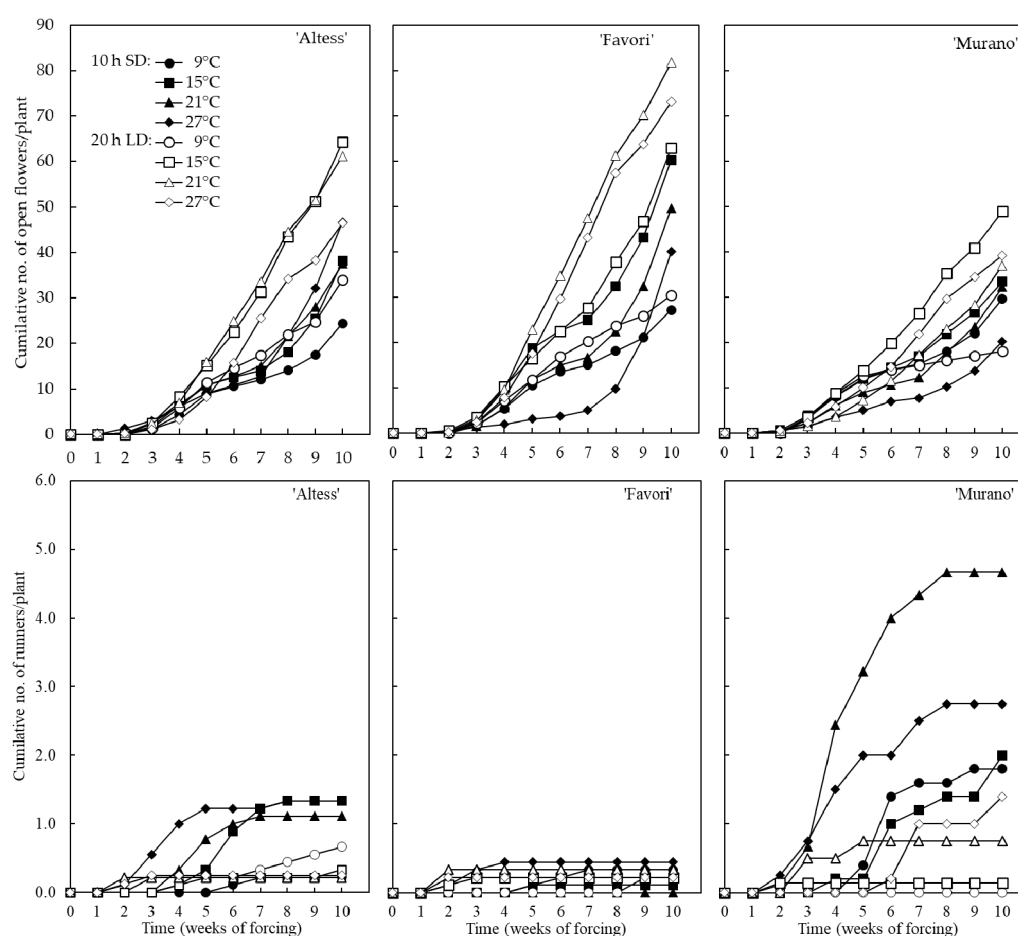 'Altess'
'Favori'
'Murano'
10 h SD: 9°C
15°C
21°C
27°C
20 h LD: 9°C
15°C
21°C
27°C
Cumilative no. of open flowers/plant
90
80
70
60
50
40
30
20
10
0
0 1 2 3 4 5 6 7 8 9 10
0 1 2 3 4 5 6 7 8 9 10
0 1 2 3 4 5 6 7 8 9 10
'Altess'
'Favori'
'Murano'
Cumilative no. of runners/plant
6.0
5.0
4.0
3.0
2.0
1.0
0.0
0 1 2 3 4 5 6 7 8 9 10
0 1 2 3 4 5 6 7 8 9 10
0 1 2 3 4 5 6 7 8 9 10
Time (weeks of forcing)
Time (weeks of forcing)
Time (weeks of forcing)